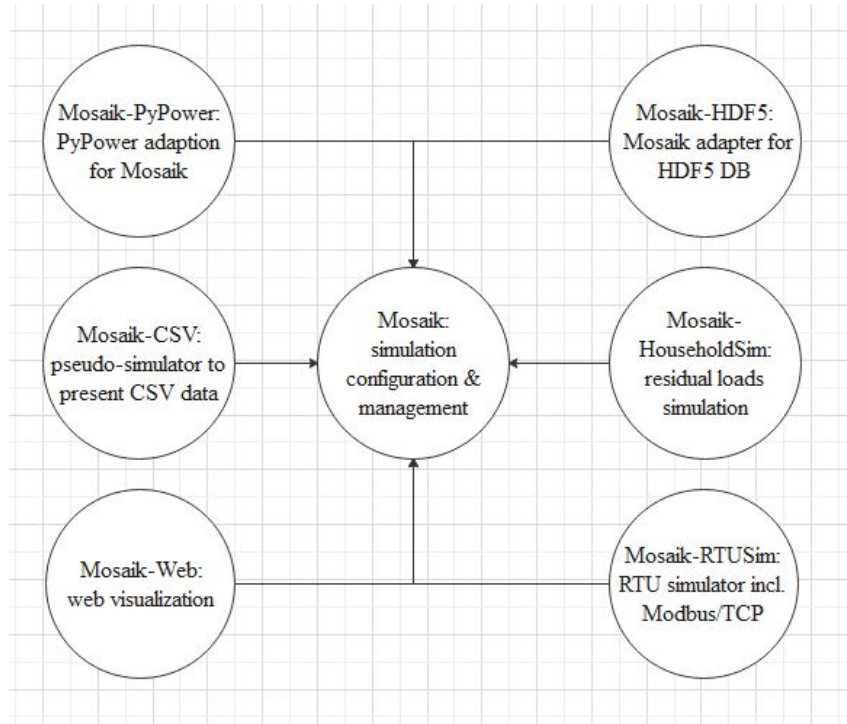 Mosaik-PyPower:
PyPower adaption
for Mosaik
Mosaik-HDF5:
Mosaik adapter for
HDF5 DB
Mosaik-CSV:
pseudo-simulator to
present CSV data
Mosaik:
simulation
configuration &
management
Mosaik-
HouseholdSim:
residual loads
simulation
Mosaik-Web:
web visualization
Mosaik-RTUSim:
RTU simulator incl.
Modbus/TCP